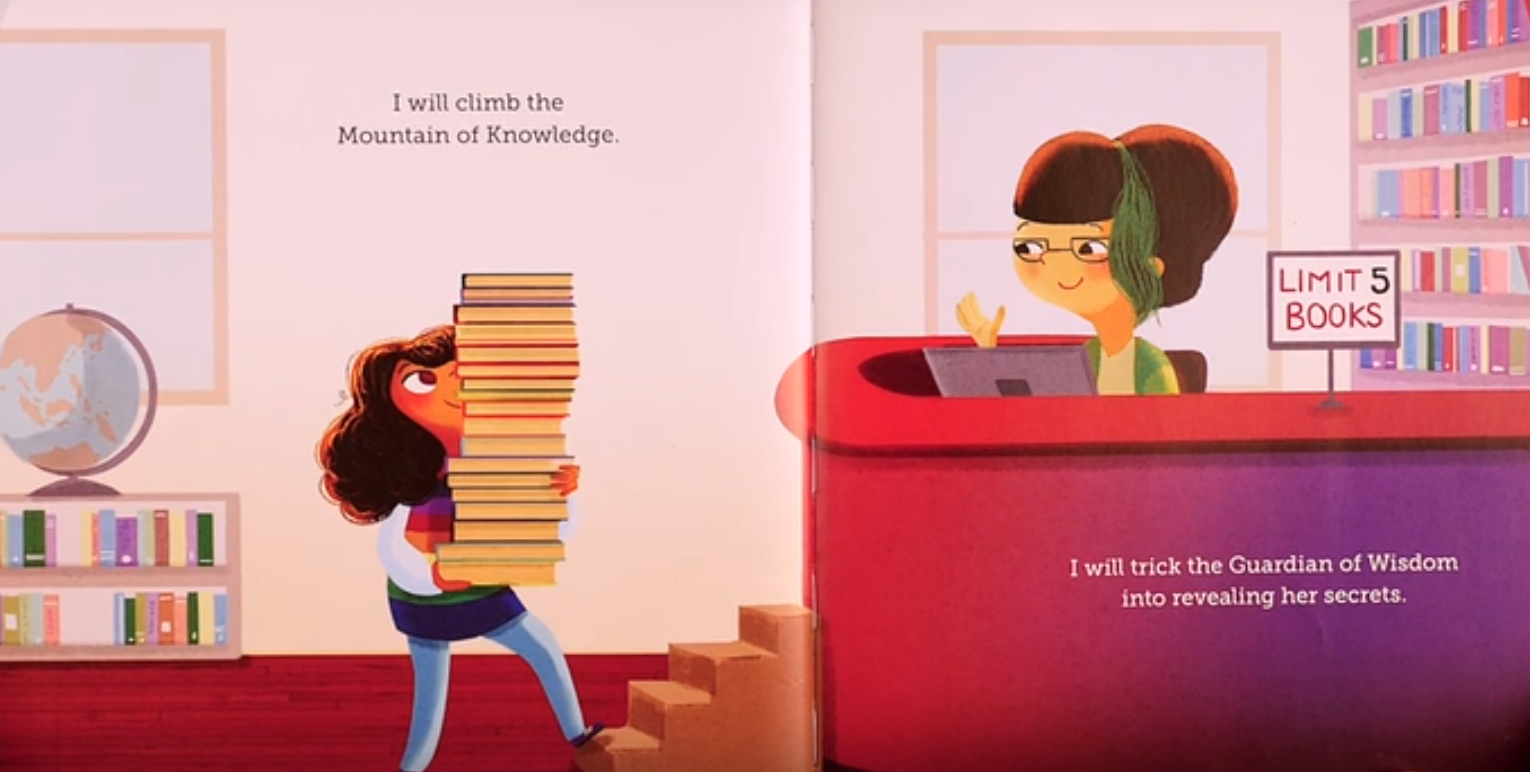 I will climb the
Mountain of Knowledge.
LIMIT 5
BOOKS
I will trick the Guardian of Wisdom
into revealing her secrets.